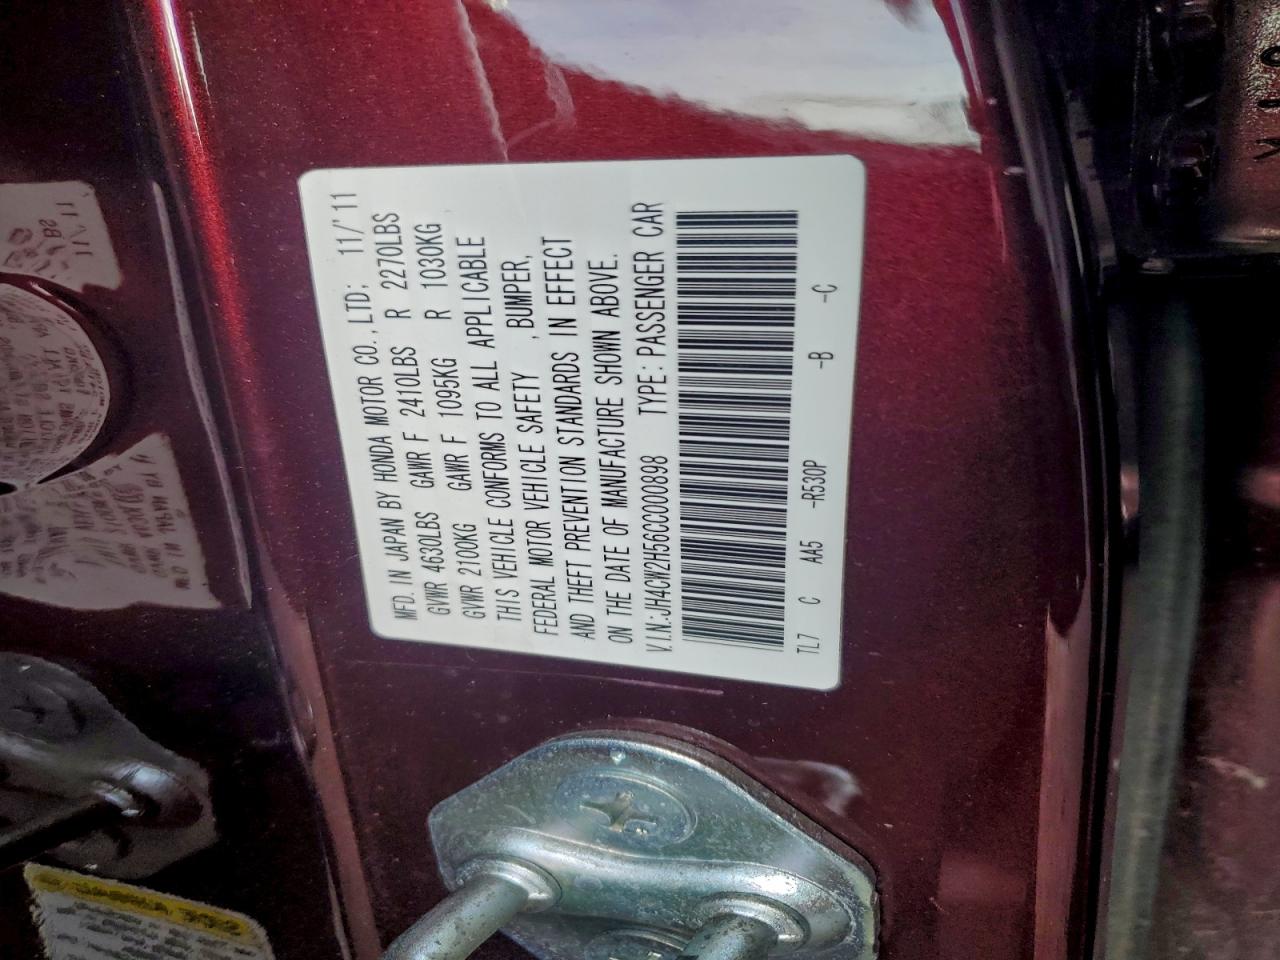 MFD. IN JAPAN BY HONDA MOTOR CO., LTD: 11/'11
GVWR 4630LBS GAWR F 2410LBS R 2270LBS
GVWR 2100KG GAWR F 1095KG R 1030KG
THIS VEHICLE CONFORMS TO ALL APPLICABLE
FEDERAL MOTOR VEHICLE SAFETY , BUMPER,
AND THEFT PREVENTION STANDARDS IN EFFECT
ON THE DATE OF MANUFACTURE SHOWN ABOVE.
V.I.N.:JH4CW2H56CC000898 TYPE: PASSENGER CAR
TL7 C AA5 -R530P -B -C